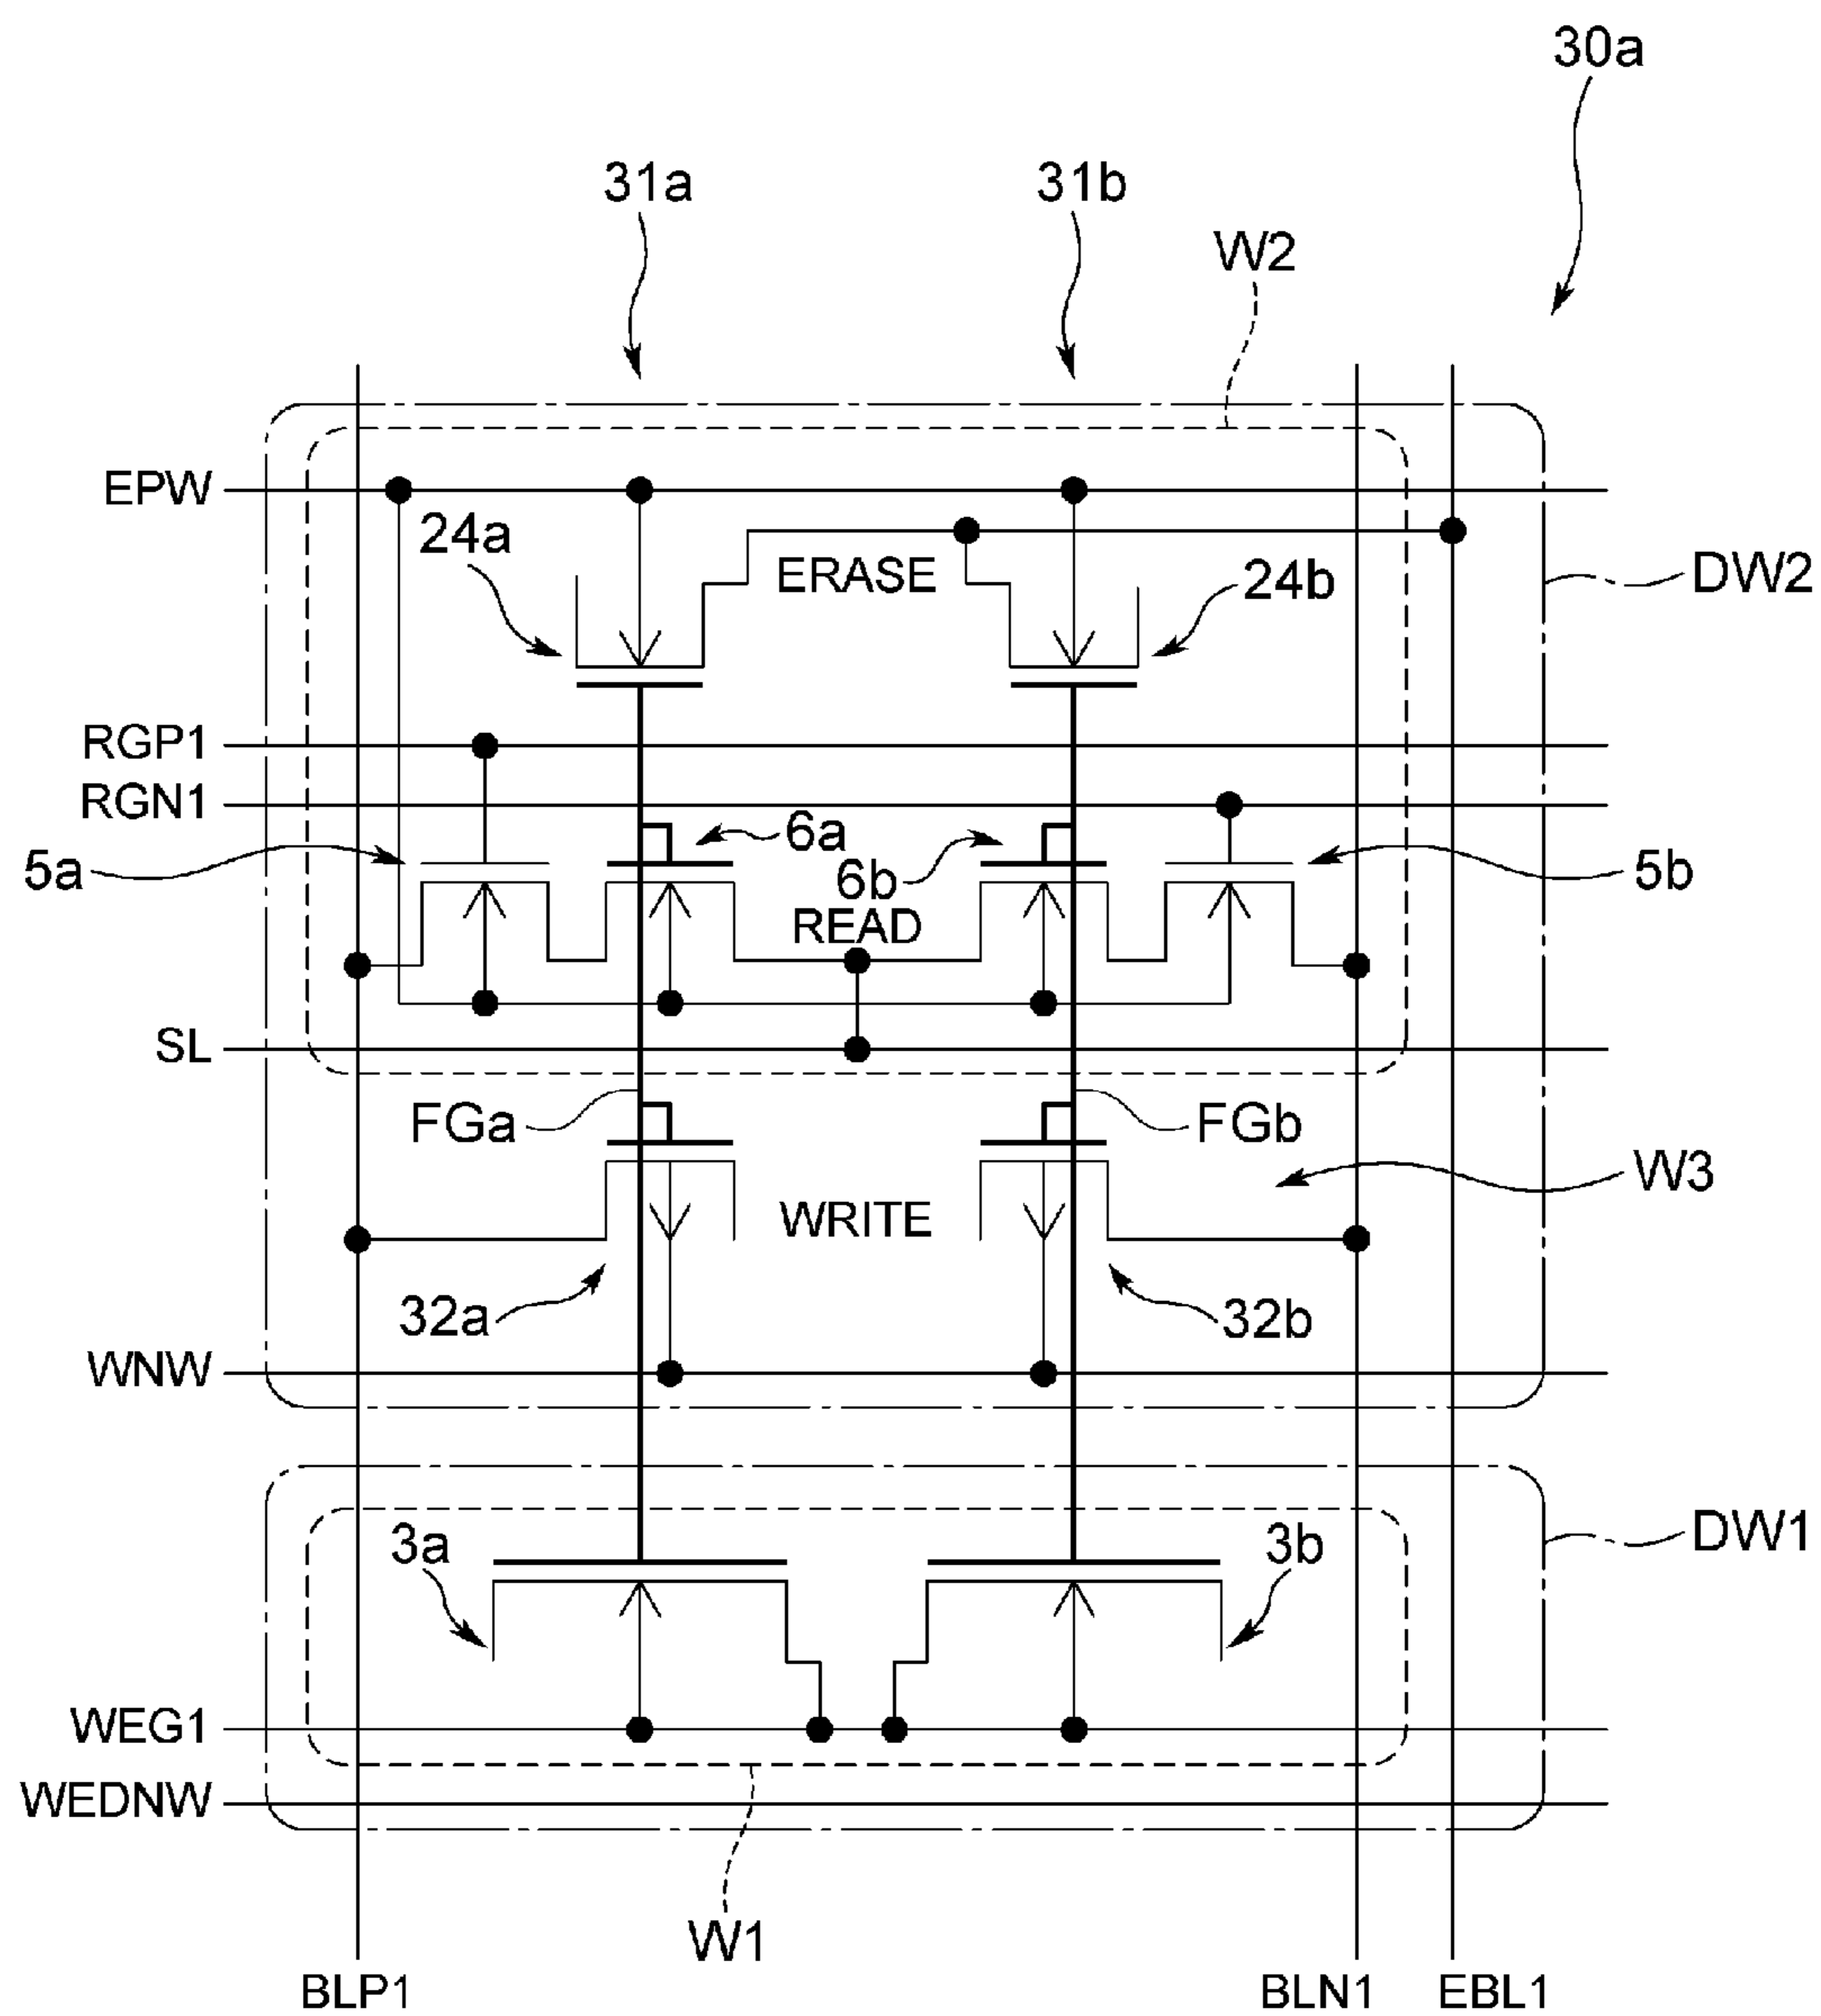 30a
31a 31b
W2
EPW
24a ERASE 24b DW2
RGP1
RGN1
5a 6a 6b 5b
READ
SL
FGa FGb
W3
WRITE
32a 32b
WNW
3a 3b DW1
WEG1
WEDNW
W1
BLP1 BLN1 EBL1